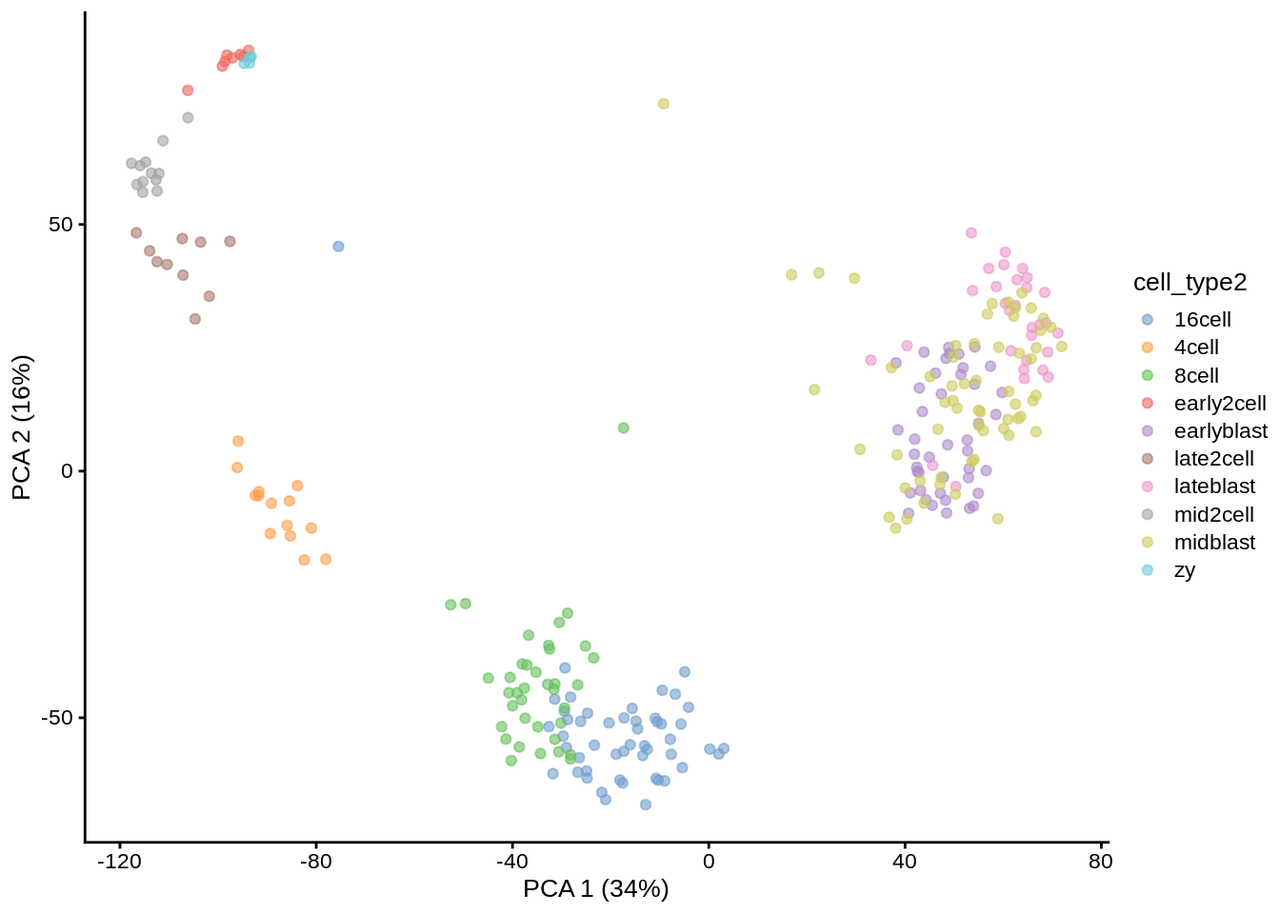 50
0
-50
PCA 2 (16%)
-120
-80
-40
0
40
80
PCA 1 (34%)
cell_type2
16cell
4cell
8cell
early2cell
earlyblast
late2cell
lateblast
mid2cell
midblast
zy